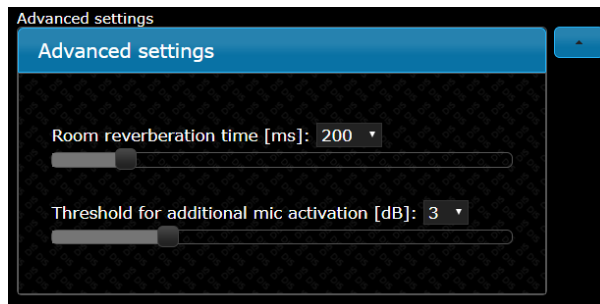 Advanced settings
Advanced settings
Room reverberation time [ms]: 200
Threshold for additional mic activation [dB]: 3